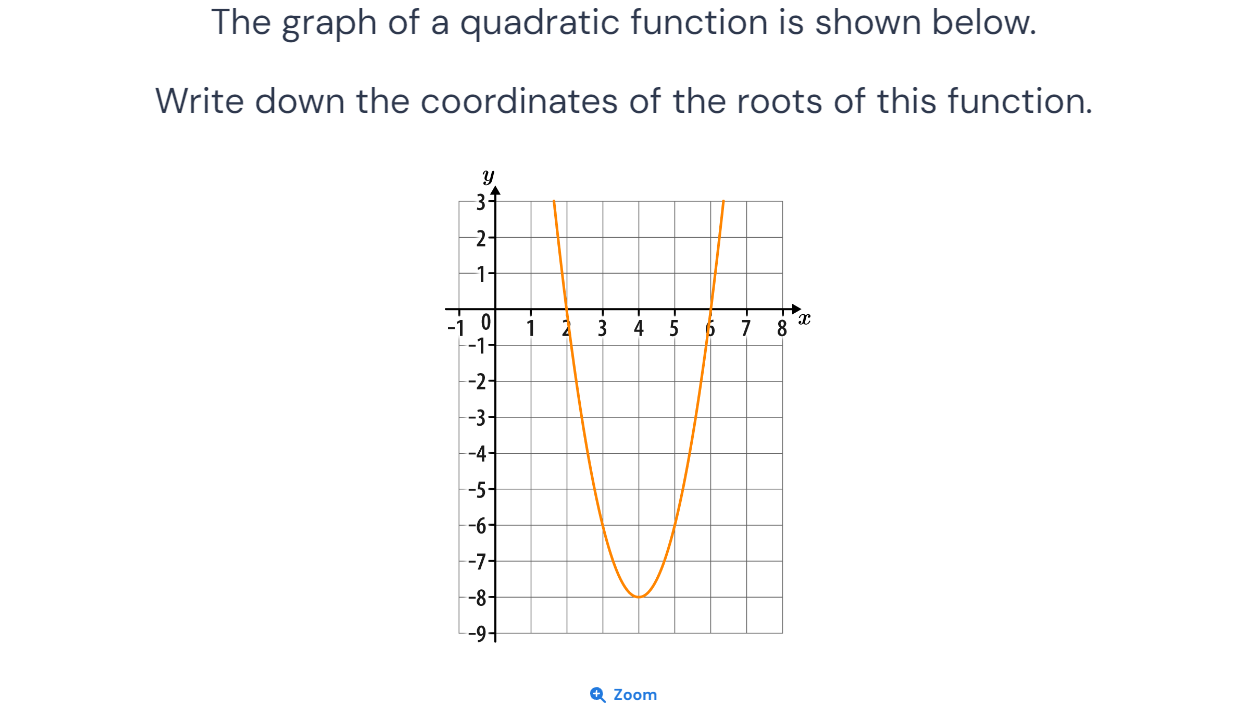 The graph of a quadratic function is shown below.
Write down the coordinates of the roots of this function.
y
3
2
1
-1 0 1 2 3 4 5 6 7 8 x
-1
-2
-3
-4
-5
-6
-7
-8
-9
Zoom